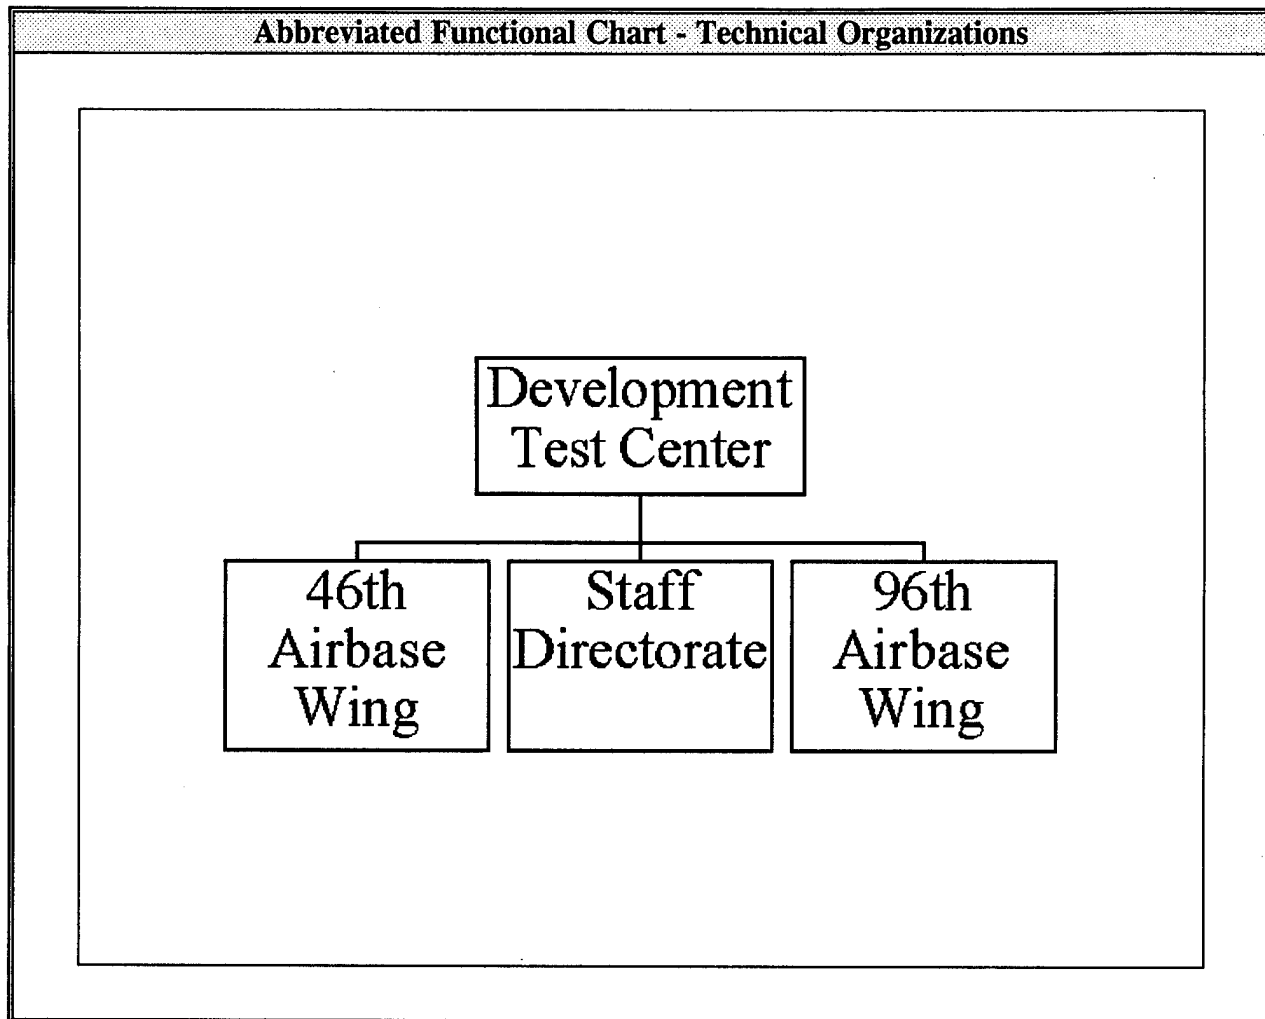 Abbreviated Functional Chart - Technical Organizations
Development
Test Center
46th
Airbase
Wing
Staff
Directorate
96th
Airbase
Wing